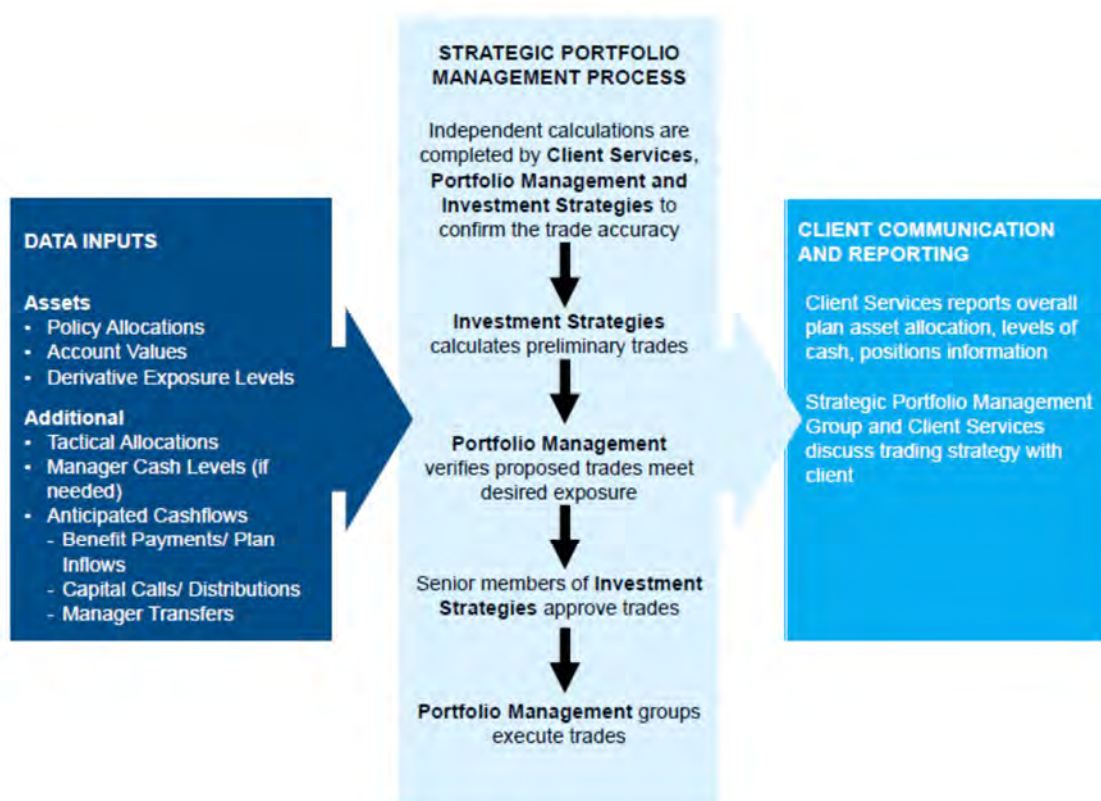 DATA INPUTS
Assets
• Policy Allocations
• Account Values
• Derivative Exposure Levels
Additional
• Tactical Allocations
• Manager Cash Levels (if
needed)
• Anticipated Cashflows
- Benefit Payments/ Plan
Inflows
- Capital Calls/ Distributions
- Manager Transfers
STRATEGIC PORTFOLIO
MANAGEMENT PROCESS
Independent calculations are
completed by Client Services,
Portfolio Management and
Investment Strategies to
confirm the trade accuracy
Investment Strategies
calculates preliminary trades
Portfolio Management
verifies proposed trades meet
desired exposure
Senior members of Investment
Strategies approve trades
Portfolio Management groups
execute trades
CLIENT COMMUNICATION
AND REPORTING
Client Services reports overall
plan asset allocation, levels of
cash, positions information
Strategic Portfolio Management
Group and Client Services
discuss trading strategy with
client